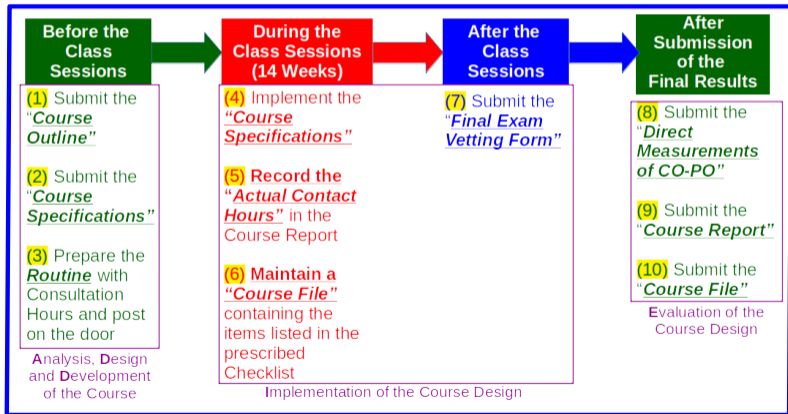 Before the
Class
Sessions
(1) Submit the
“Course
Outline”
(2) Submit the
“Course
Specifications”
(3) Prepare the
Routine with
Consultation
Hours and post
on the door
Analysis, Design
and Development
of the Course
During the
Class Sessions
(14 Weeks)
(4) Implement the
“Course
Specifications”
(5) Record the
“Actual Contact
Hours” in the
Course Report
(6) Maintain a
“Course File”
containing the
items listed in the
prescribed
Checklist
After the
Class
Sessions
(7) Submit the
“Final Exam
Vetting Form”
Implementation of the Course Design
After
Submission
of the
Final Results
(8) Submit the
“Direct
Measurements
of CO-PO”
(9) Submit the
“Course Report”
(10) Submit the
“Course File”
Evaluation of the
Course Design